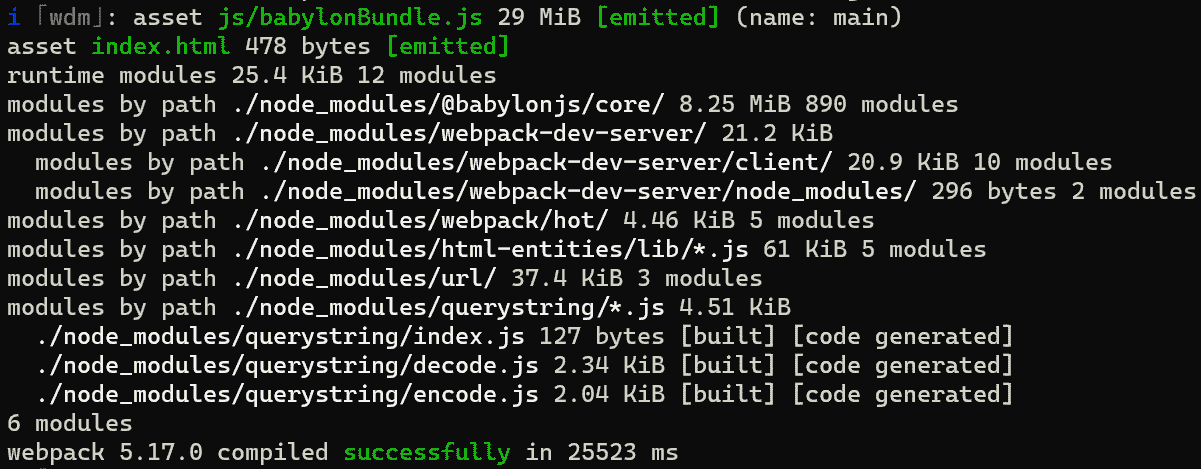 i ｢wdm｣: asset js/babylonBundle.js 29 MiB [emitted] (name: main)
asset index.html 478 bytes [emitted]
runtime modules 25.4 KiB 12 modules
modules by path ./node_modules/@babylonjs/core/ 8.25 MiB 890 modules
modules by path ./node_modules/webpack-dev-server/ 21.2 KiB
  modules by path ./node_modules/webpack-dev-server/client/ 20.9 KiB 10 modules
  modules by path ./node_modules/webpack-dev-server/node_modules/ 296 bytes 2 modules
modules by path ./node_modules/webpack/hot/ 4.46 KiB 5 modules
modules by path ./node_modules/html-entities/lib/*.js 61 KiB 5 modules
modules by path ./node_modules/url/ 37.4 KiB 3 modules
modules by path ./node_modules/querystring/*.js 4.51 KiB
  ./node_modules/querystring/index.js 127 bytes [built] [code generated]
  ./node_modules/querystring/decode.js 2.34 KiB [built] [code generated]
  ./node_modules/querystring/encode.js 2.04 KiB [built] [code generated]
6 modules
webpack 5.17.0 compiled successfully in 25523 ms